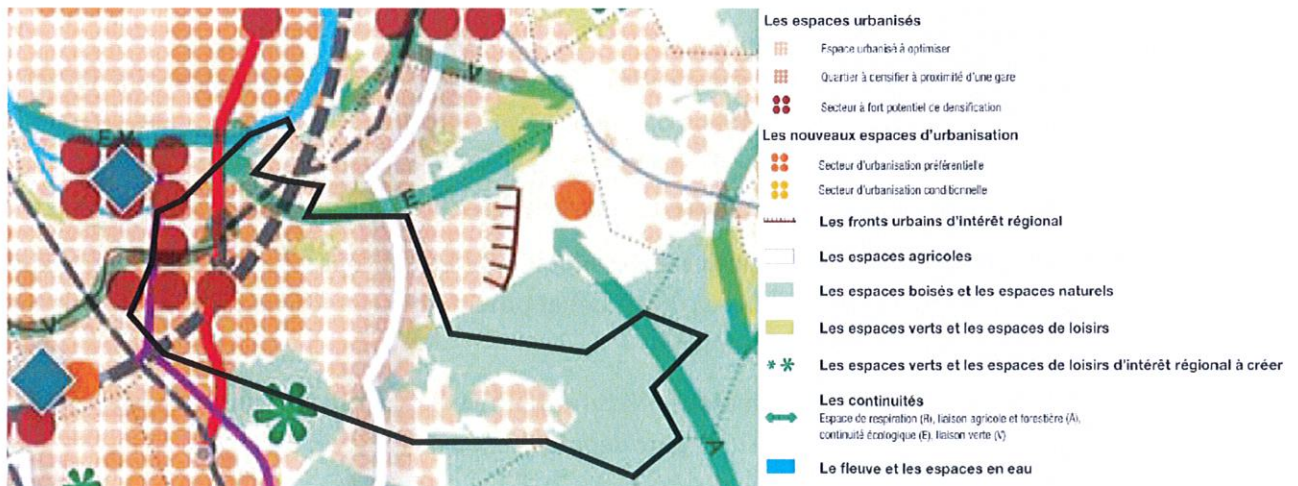 Les espaces urbanisés
Espace urbanisé à optimiser
Quartier à densifier à proximité d'une gare
Secteur à fort potentiel de densification
Les nouveaux espaces d'urbanisation
Secteur d'urbanisation préférentielle
Secteur d'urbanisation conditionnelle
Les fronts urbains d'intérêt régional
Les espaces agricoles
Les espaces boisés et les espaces naturels
Les espaces verts et les espaces de loisirs
Les espaces verts et les espaces de loisirs d'intérêt régional à créer
Les continuités
Espace de respiration (R), liaison agricole et forestière (A),
continuité écologique (E), liaison verte (V)
Le fleuve et les espaces en eau
V
E V
E
V
A